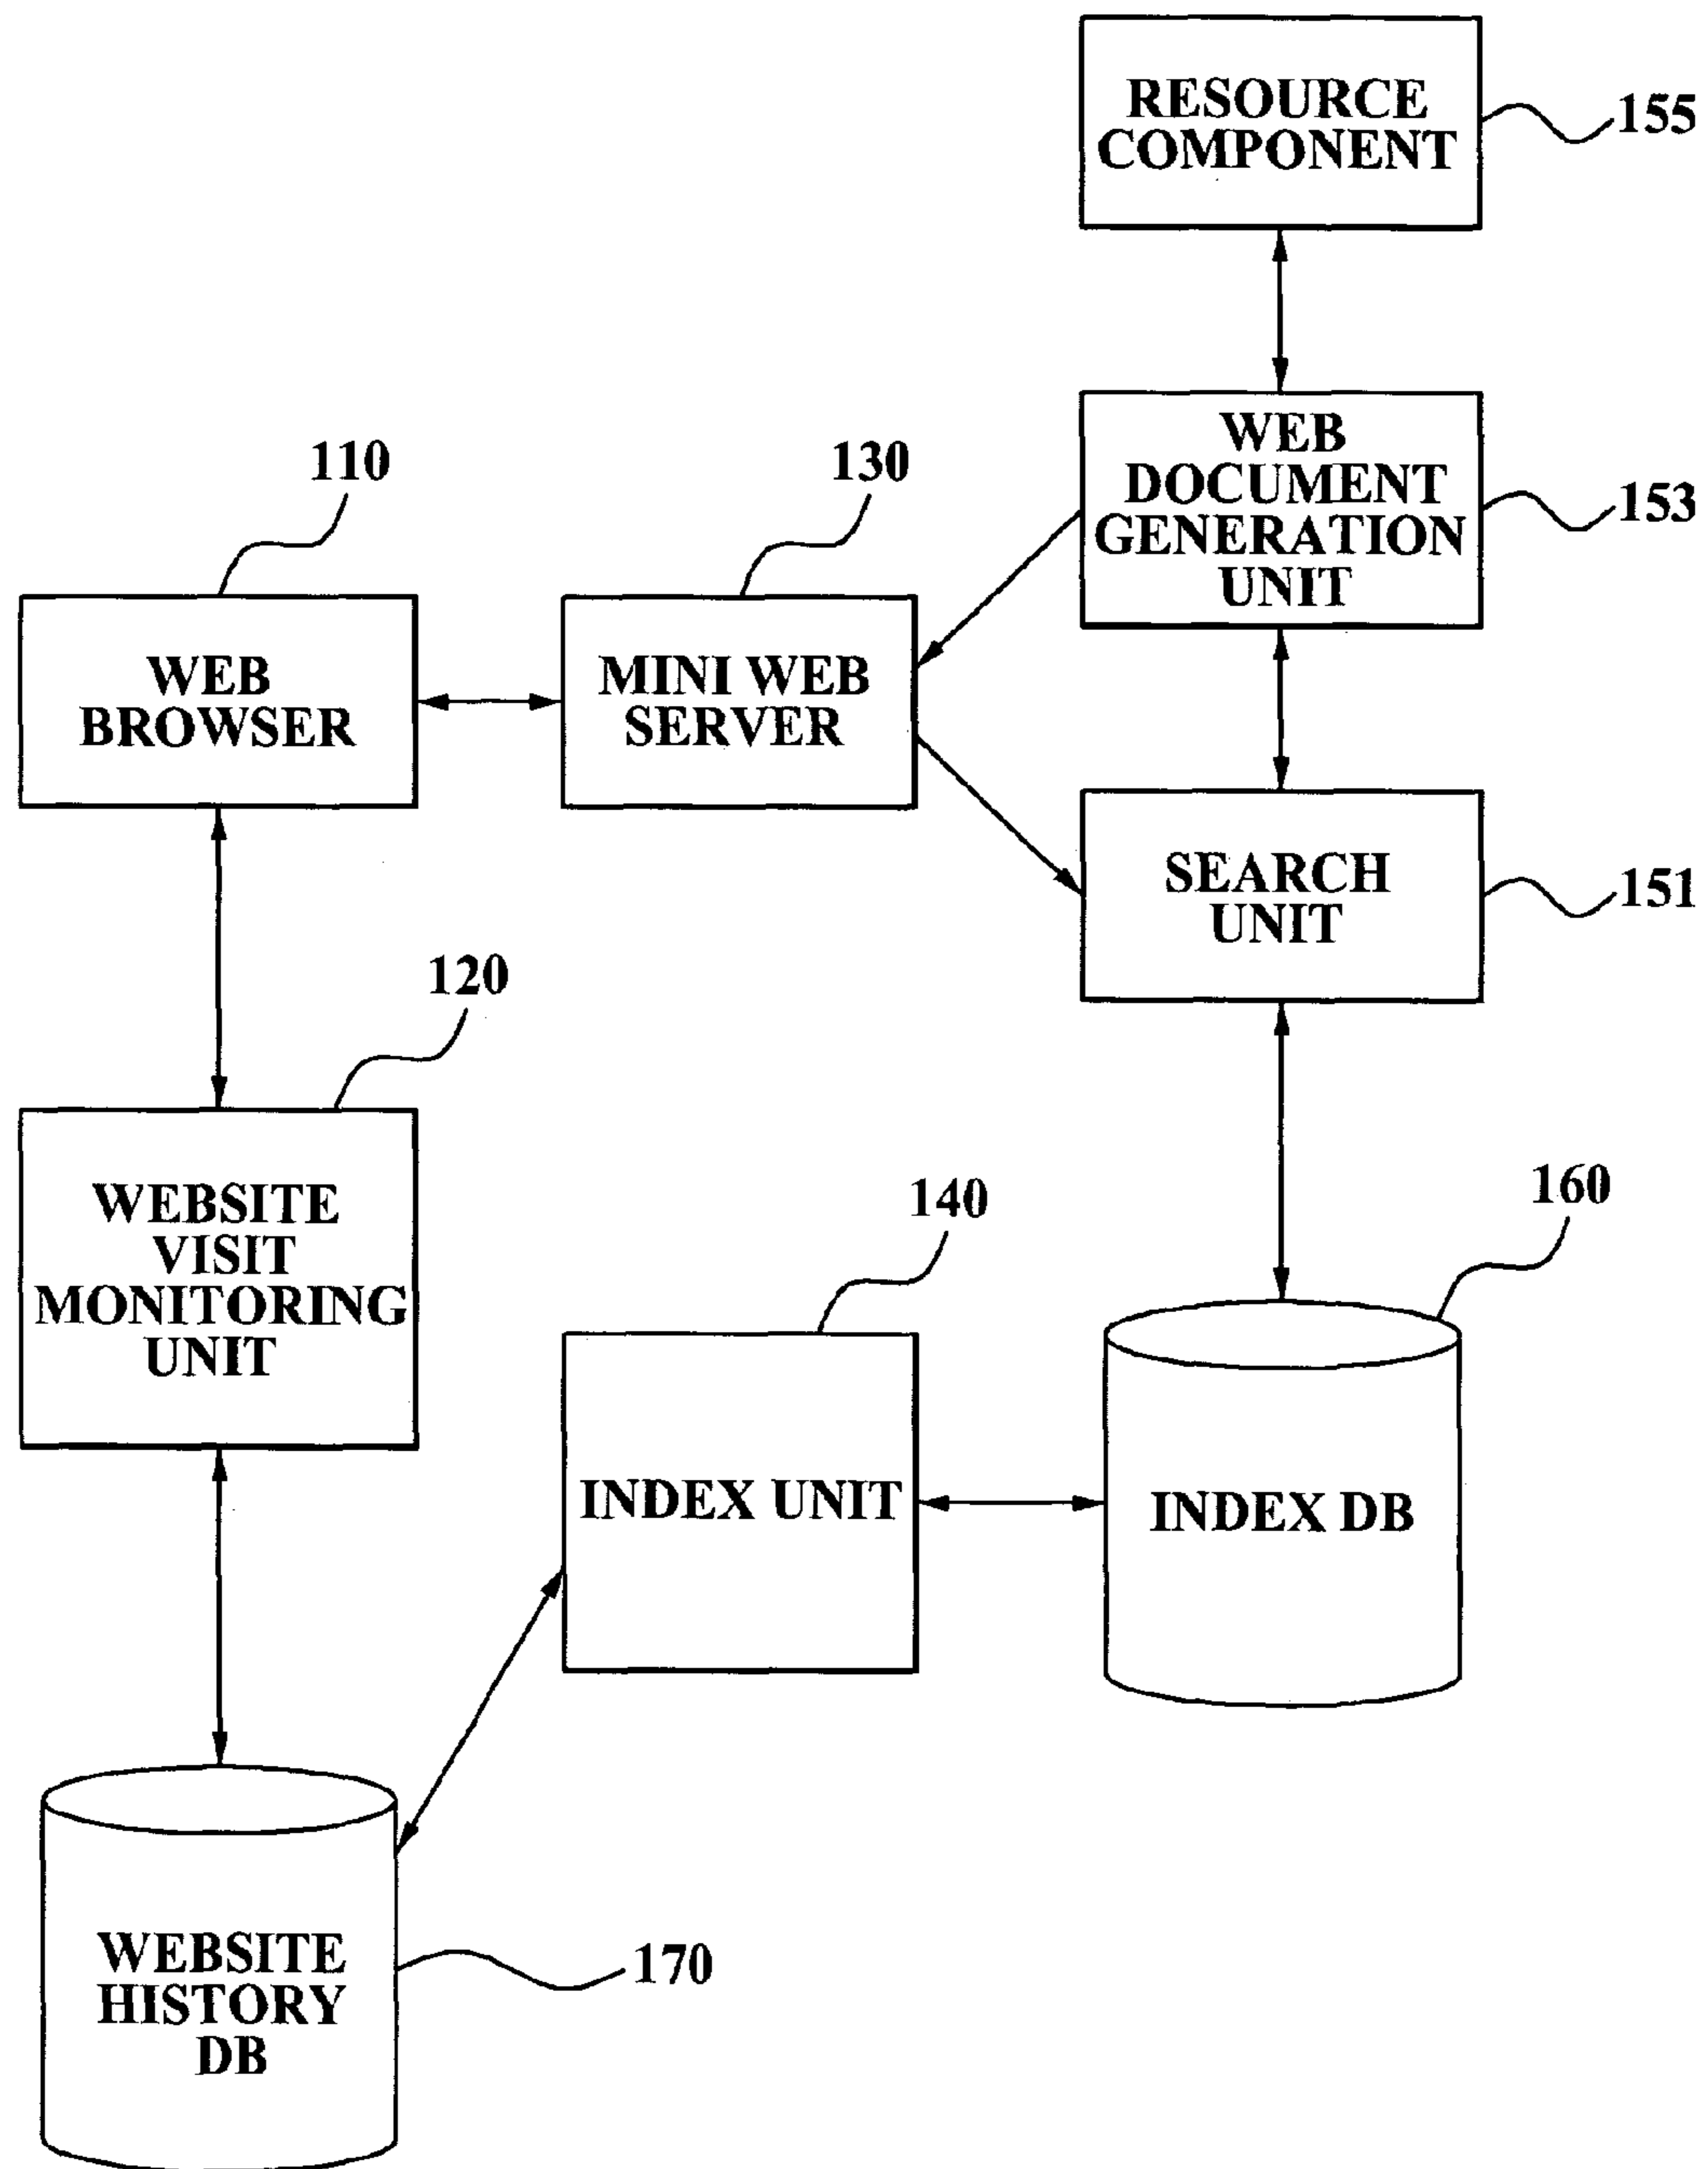 RESOURCE
COMPONENT
155
WEB
DOCUMENT
GENERATION
UNIT
153
110
130
WEB
BROWSER
MINI WEB
SERVER
SEARCH
UNIT
151
120
WEBSITE
VISIT
MONITORING
UNIT
140
160
INDEX UNIT
INDEX DB
WEBSITE
HISTORY
DB
170